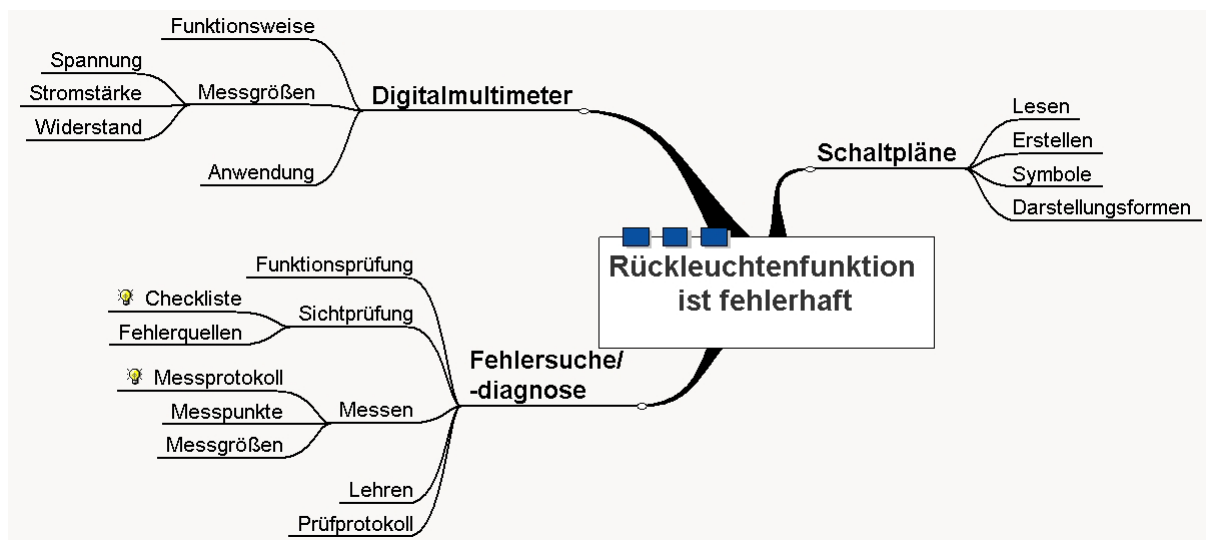 Funktionsweise
Spannung
Stromstärke
Widerstand
Messgrößen
Digitalmultimeter
Anwendung
Lesen
Erstellen
Symbole
Darstellungsformen
Schaltpläne
Rückleuchtenfunktion
ist fehlerhaft
Funktionsprüfung
Checkliste
Fehlerquellen
Sichtprüfung
Fehlersuche/
-diagnose
Messprotokoll
Messpunkte
Messgrößen
Messen
Lehren
Prüfprotokoll